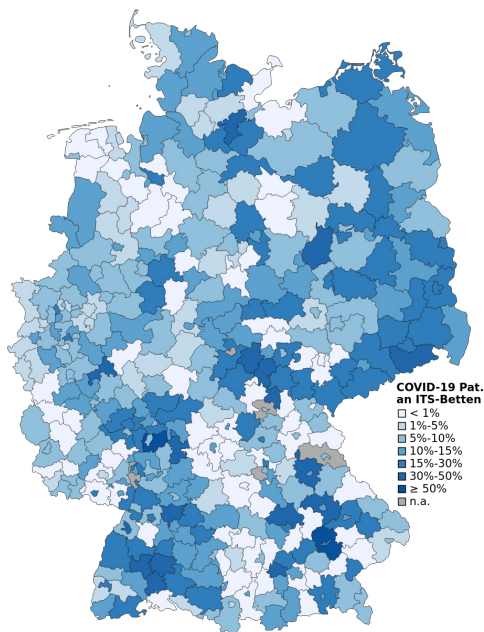 COVID-19 Pat.
an ITS-Betten
< 1%
1%-5%
5%-10%
10%-15%
15%-30%
30%-50%
≥ 50%
n.a.